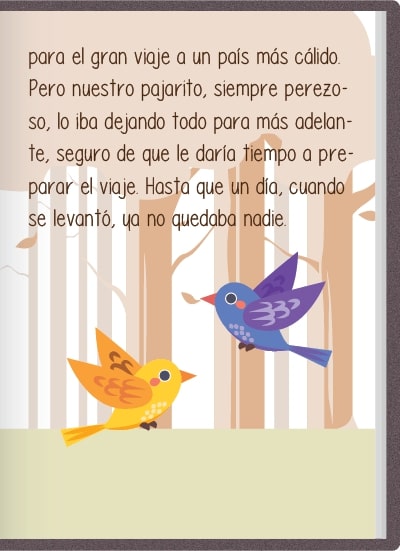 para el gran viaje a un país más cálido.
Pero nuestro pajarito, siempre perezo-
so, lo iba dejando todo para más adelan-
te, seguro de que le daría tiempo a pre-
parar el viaje. Hasta que un día, cuando
se levantó, ya no quedaba nadie.